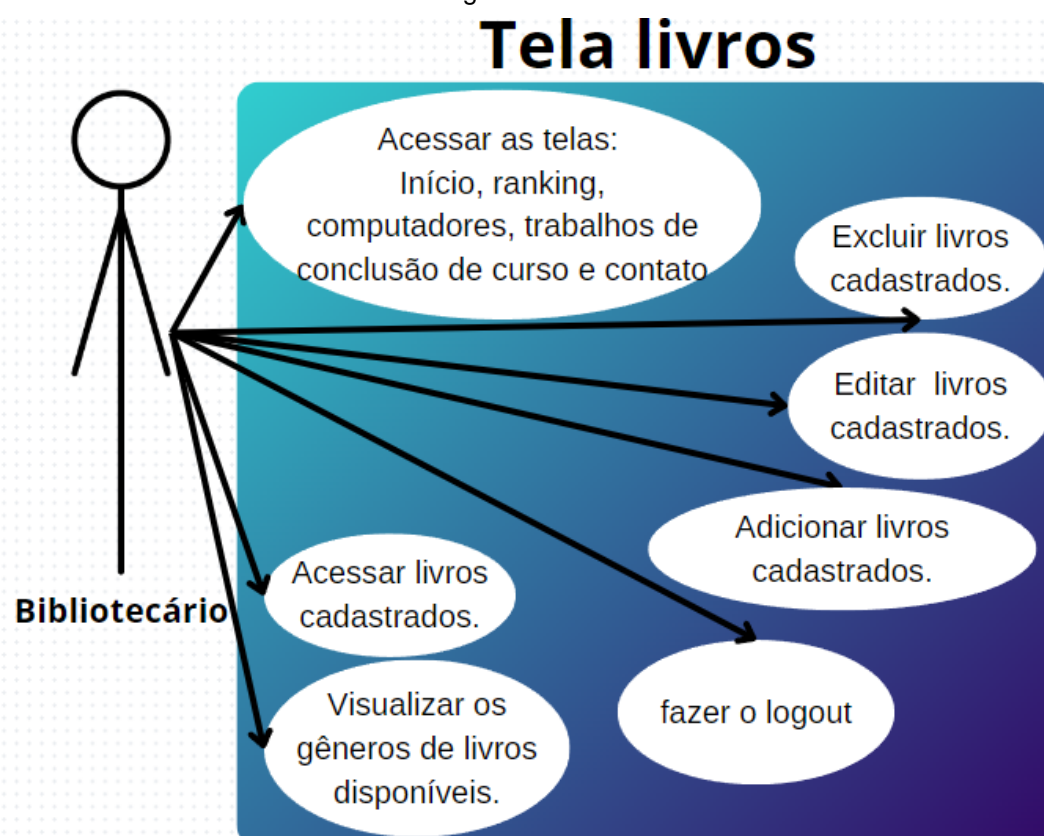 Tela livros
Acessar as telas:
Início, ranking,
computadores, trabalhos de
conclusão de curso e contato
Excluir livros
cadastrados.
Editar  livros
cadastrados.
Adicionar livros
cadastrados.
Acessar livros
cadastrados.
Bibliotecário
fazer o logout
Visualizar os
gêneros de livros
disponíveis.